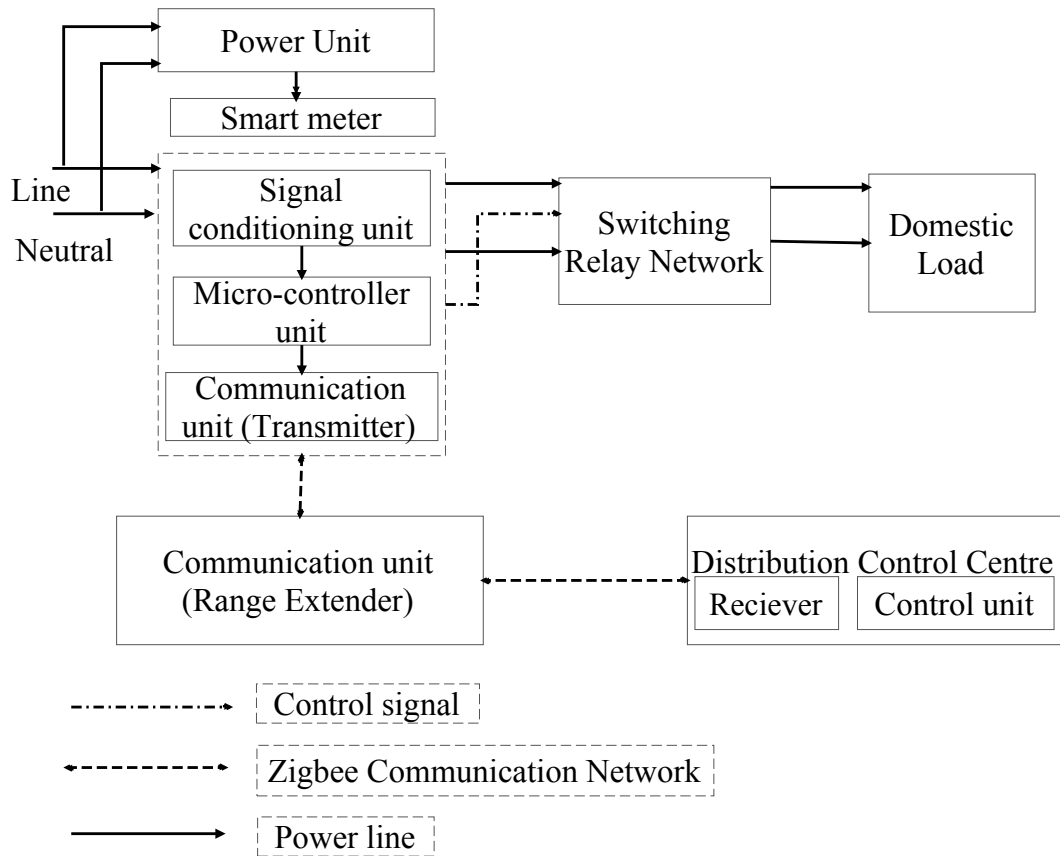 Power Unit
Smart meter
Line
Neutral
Signal
conditioning unit
Micro-controller
unit
Communication
unit (Transmitter)
Switching
Relay Network
Domestic
Load
Communication unit
(Range Extender)
Distribution Control Centre
Reciever
Control unit
Control signal
Zigbee Communication Network
Power line